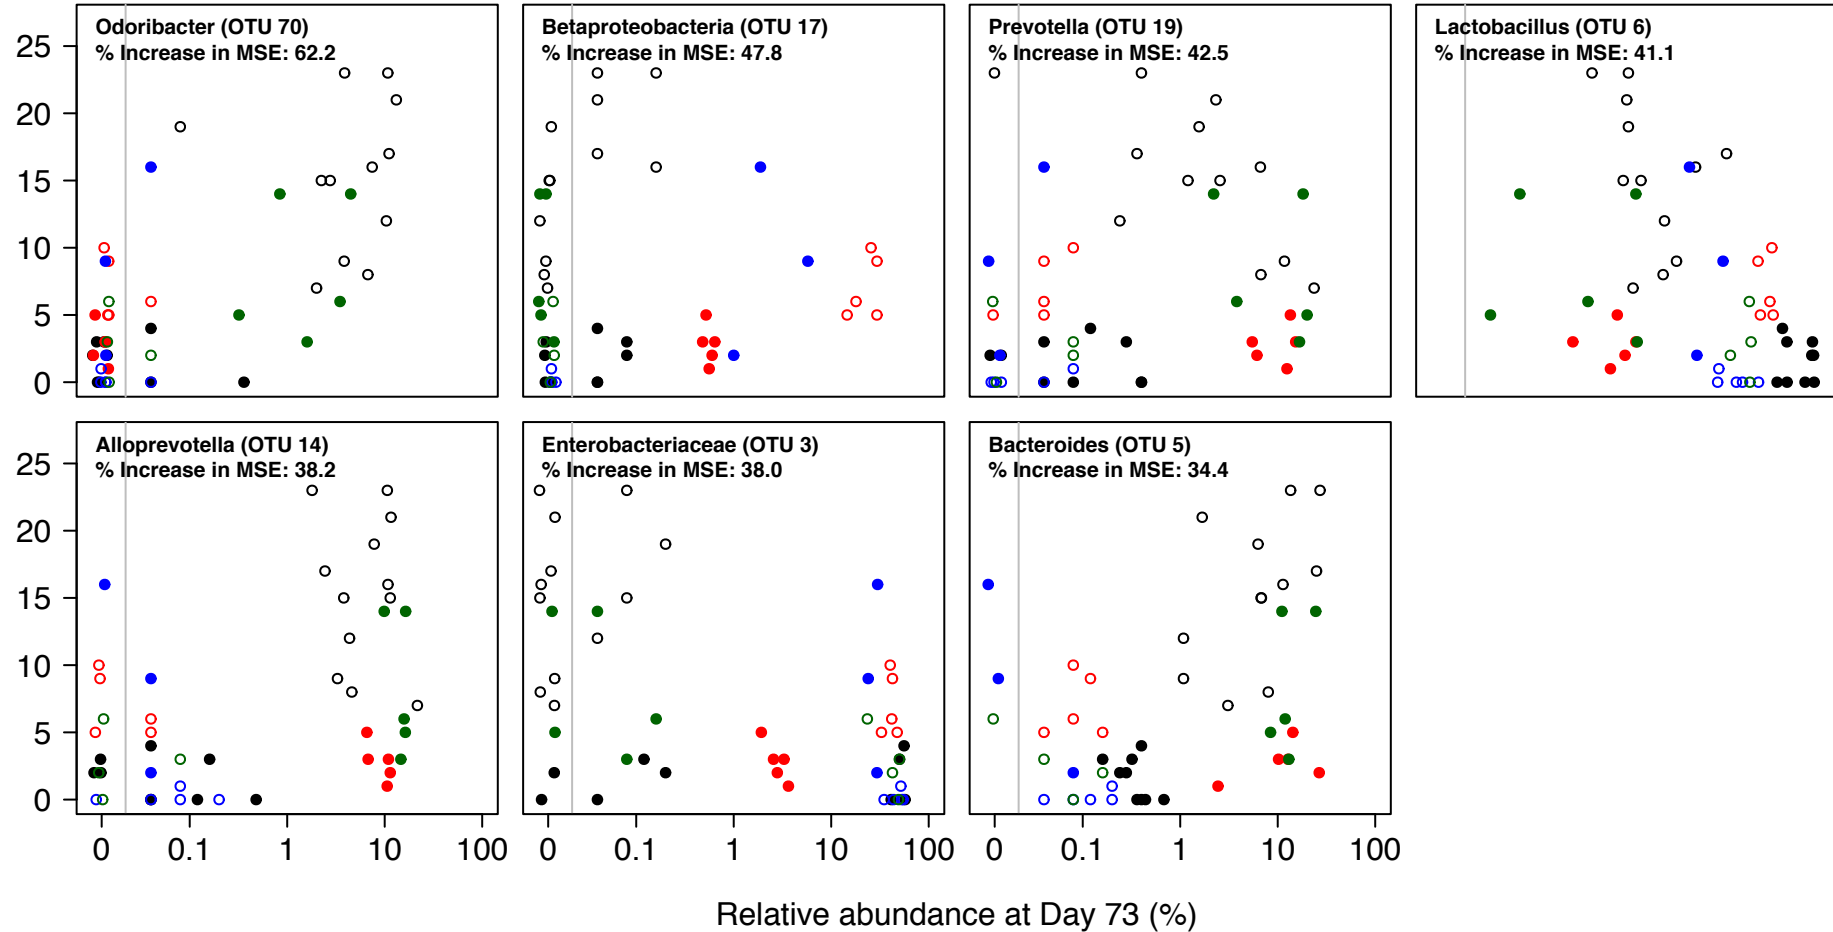 Odoribacter (OTU 70)
% Increase in MSE: 62.2
Betaproteobacteria (OTU 17)
% Increase in MSE: 47.8
Prevotella (OTU 19)
% Increase in MSE: 42.5
Lactobacillus (OTU 6)
% Increase in MSE: 41.1
25
20
15
10
5
0
Alloprevotella (OTU 14)
% Increase in MSE: 38.2
Enterobacteriaceae (OTU 3)
% Increase in MSE: 38.0
Bacteroides (OTU 5)
% Increase in MSE: 34.4
25
20
15
10
5
0
0 0.1 1 10 100
0 0.1 1 10 100
0 0.1 1 10 100
Relative abundance at Day 73 (%)